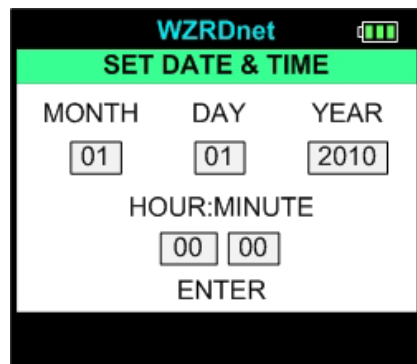 WZRDnet
SET DATE & TIME
MONTH DAY YEAR
01 01 2010
HOUR:MINUTE
00 00
ENTER